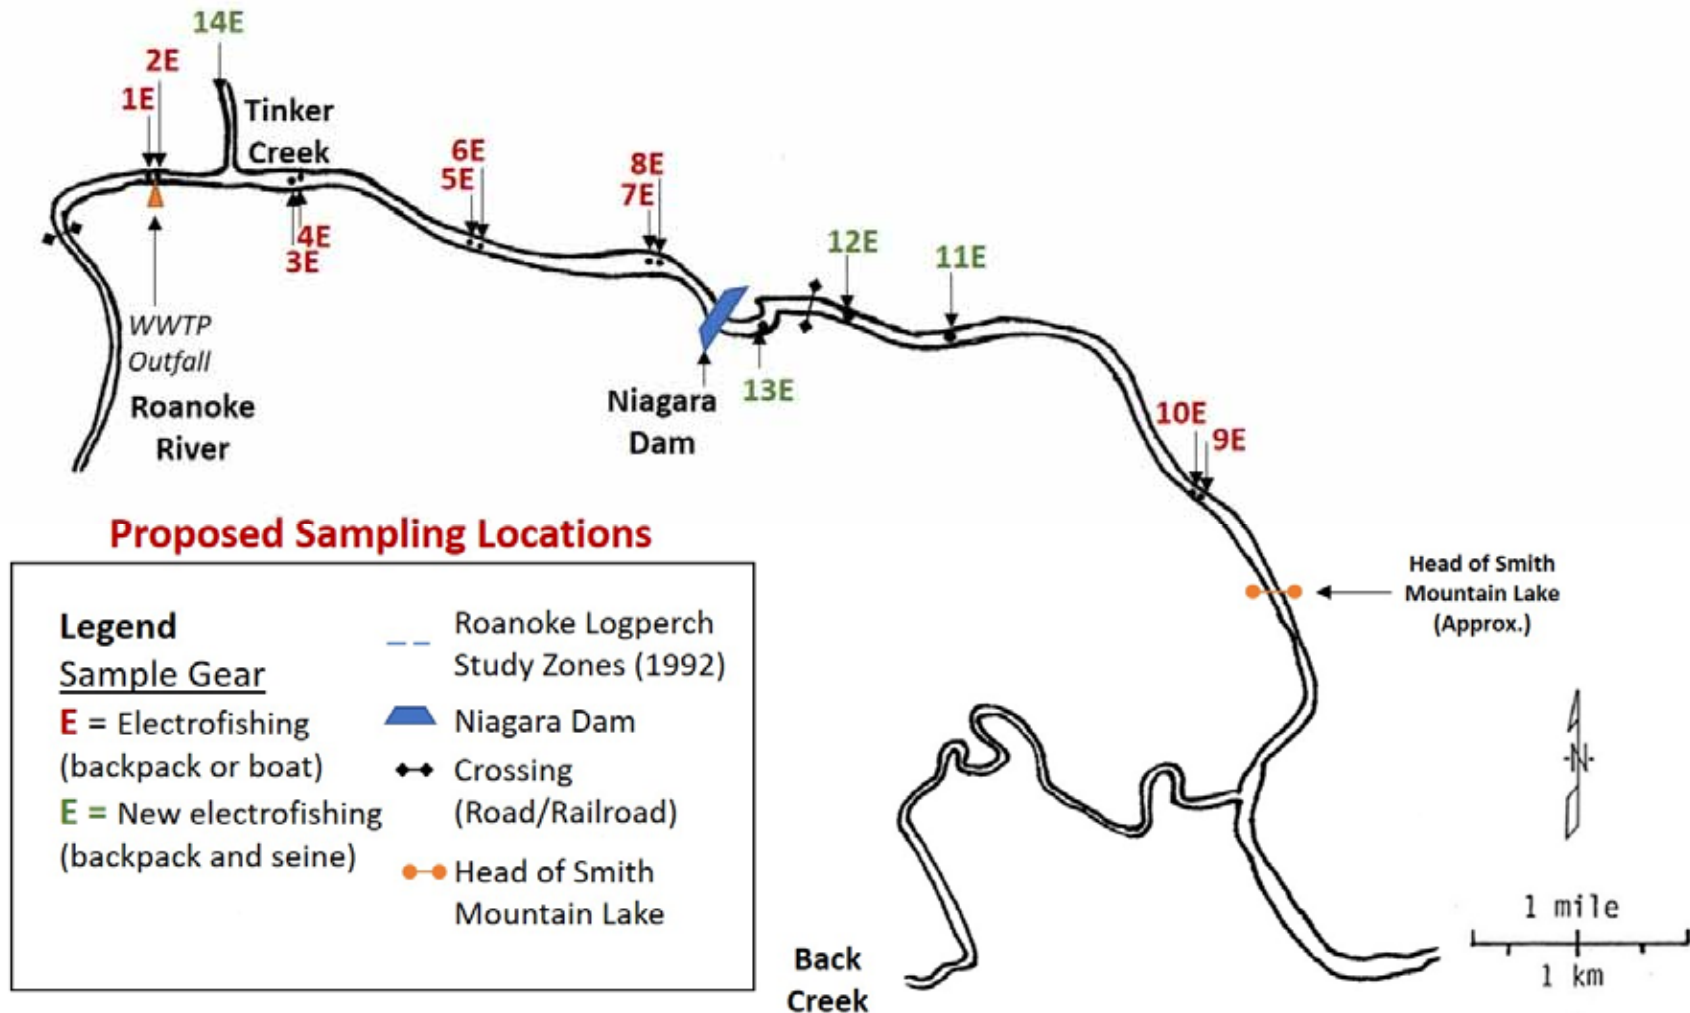 14E
2E
1E
Tinker
Creek
6E
5E
8E
7E
4E
3E
12E
11E
WWTP
Outfall
Roanoke
River
Niagara
Dam
13E
10E
9E
Head of Smith
Mountain Lake
(Approx.)
Proposed Sampling Locations
Legend
Sample Gear
E = Electrofishing
(backpack or boat)
E = New electrofishing
(backpack and seine)
Roanoke Logperch
Study Zones (1992)
Niagara Dam
Crossing
(Road/Railroad)
Head of Smith
Mountain Lake
Back
Creek
N
1 mile
1 km